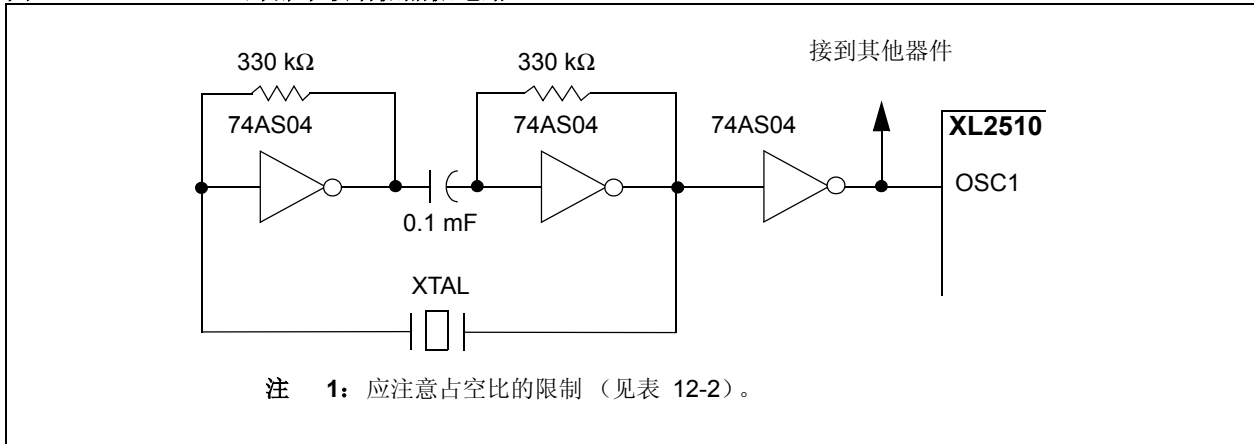 330 kΩ
330 kΩ
接到其他器件
74AS04
74AS04
74AS04
XL2510
OSC1
0.1 mF
XTAL
注 1：应注意占空比的限制（见表 12-2）。